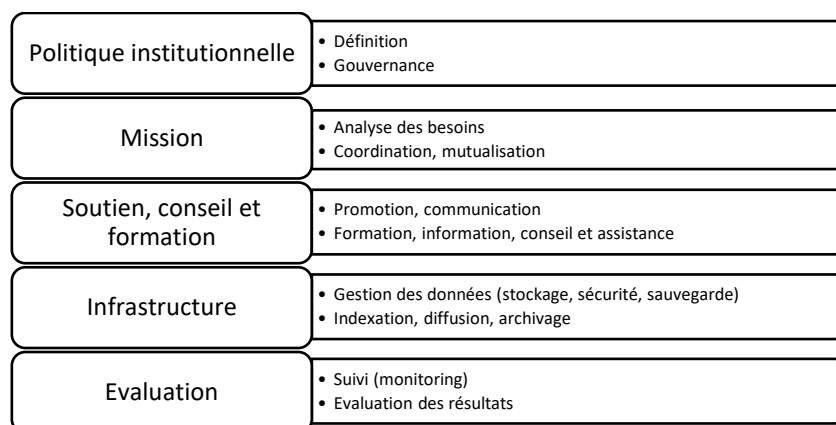 Politique institutionnelle
• Définition
• Gouvernance
Mission
• Analyse des besoins
• Coordination, mutualisation
Soutien, conseil et
formation
• Promotion, communication
• Formation, information, conseil et assistance
Infrastructure
• Gestion des données (stockage, sécurité, sauvegarde)
• Indexation, diffusion, archivage
Evaluation
• Suivi (monitoring)
• Evaluation des résultats